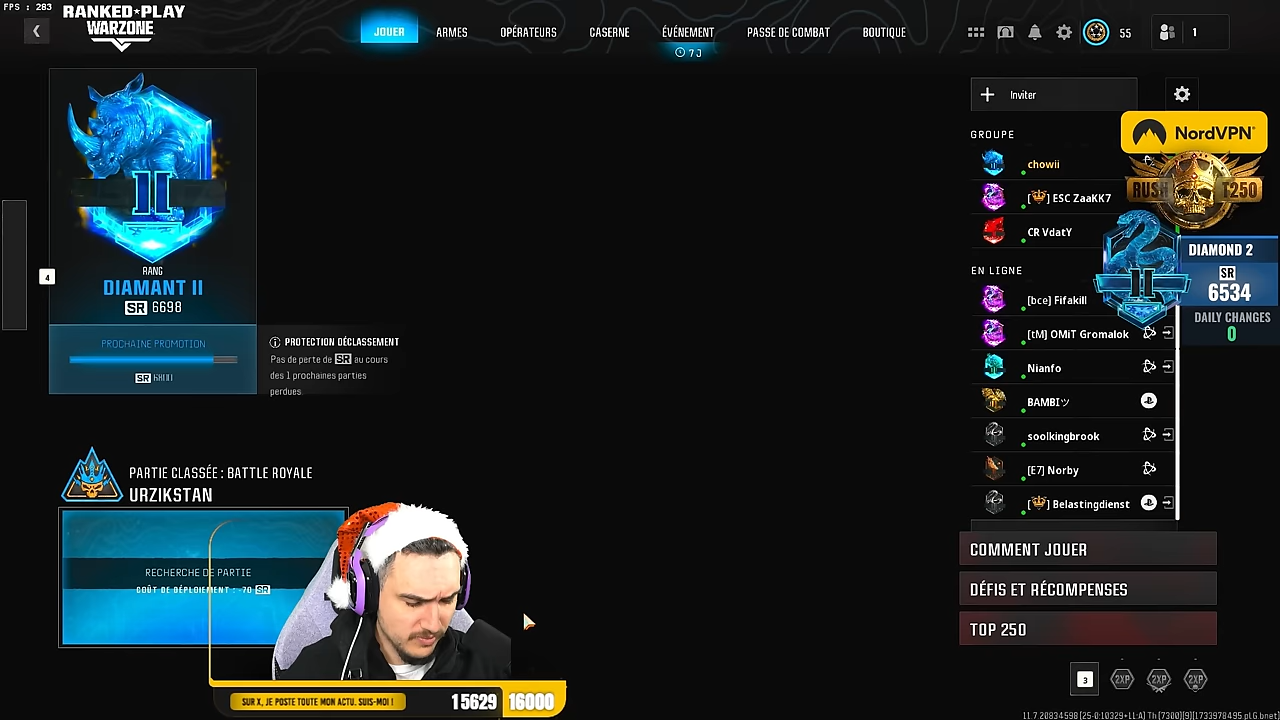 FPS : 283
RANKED★PLAY
WARZONE
JOUER
ARMES
OPÉRATEURS
CASERNE
ÉVÉNEMENT
PASSE DE COMBAT
BOUTIQUE
7 J
55
1
Inviter
GROUPE
chowii
[👑] ESC ZaaKK7
CR VdatY
EN LIGNE
[bce] Fifakill
[tM] OMiT Gromalok
Nianfo
BAMBIツ
soolkingbrook
[E7] Norby
[👑] Belastingdienst
NordVPN
RUSH T250
II
DIAMOND 2
SR
6534
DAILY CHANGES
0
II
4
RANG
DIAMANT II
SR 6698
PROCHAINE PROMOTION
SR 6800
PROTECTION DÉCLASSEMENT
Pas de perte de SR au cours
des 1 prochaines parties
perdues.
PARTIE CLASSÉE : BATTLE ROYALE
URZIKSTAN
RECHERCHE DE PARTIE
COÛT DE DÉPLOIEMENT : -70 SR
COMMENT JOUER
DÉFIS ET RÉCOMPENSES
TOP 250
3
2XP
2XP
2XP
SUR X, JE POSTE TOUTE MON ACTU. SUIS-MOI !
15629
16000